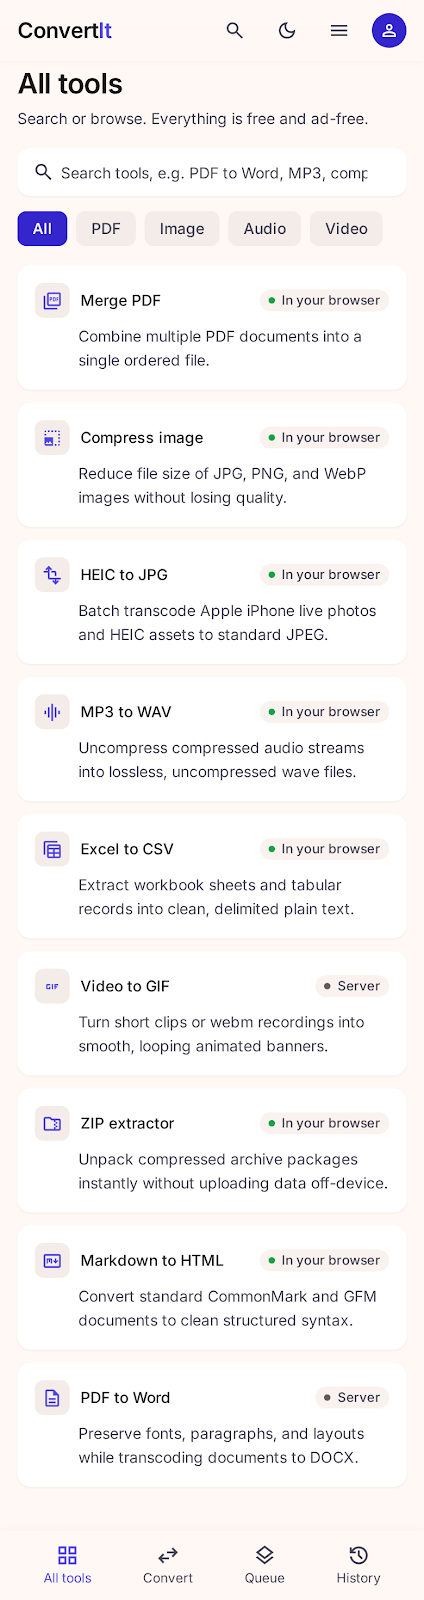 ConvertIt
All tools
Search or browse. Everything is free and ad-free.
Search tools, e.g. PDF to Word, MP3, comp
All PDF Image Audio Video
PDF
Merge PDF In your browser
Combine multiple PDF documents into a
single ordered file.
Compress image In your browser
Reduce file size of JPG, PNG, and WebP
images without losing quality.
HEIC to JPG In your browser
Batch transcode Apple iPhone live photos
and HEIC assets to standard JPEG.
MP3 to WAV In your browser
Uncompress compressed audio streams
into lossless, uncompressed wave files.
Excel to CSV In your browser
Extract workbook sheets and tabular
records into clean, delimited plain text.
GIF
Video to GIF Server
Turn short clips or webm recordings into
smooth, looping animated banners.
ZIP extractor In your browser
Unpack compressed archive packages
instantly without uploading data off-device.
Markdown to HTML In your browser
Convert standard CommonMark and GFM
documents to clean structured syntax.
PDF to Word Server
Preserve fonts, paragraphs, and layouts
while transcoding documents to DOCX.
All tools Convert Queue History